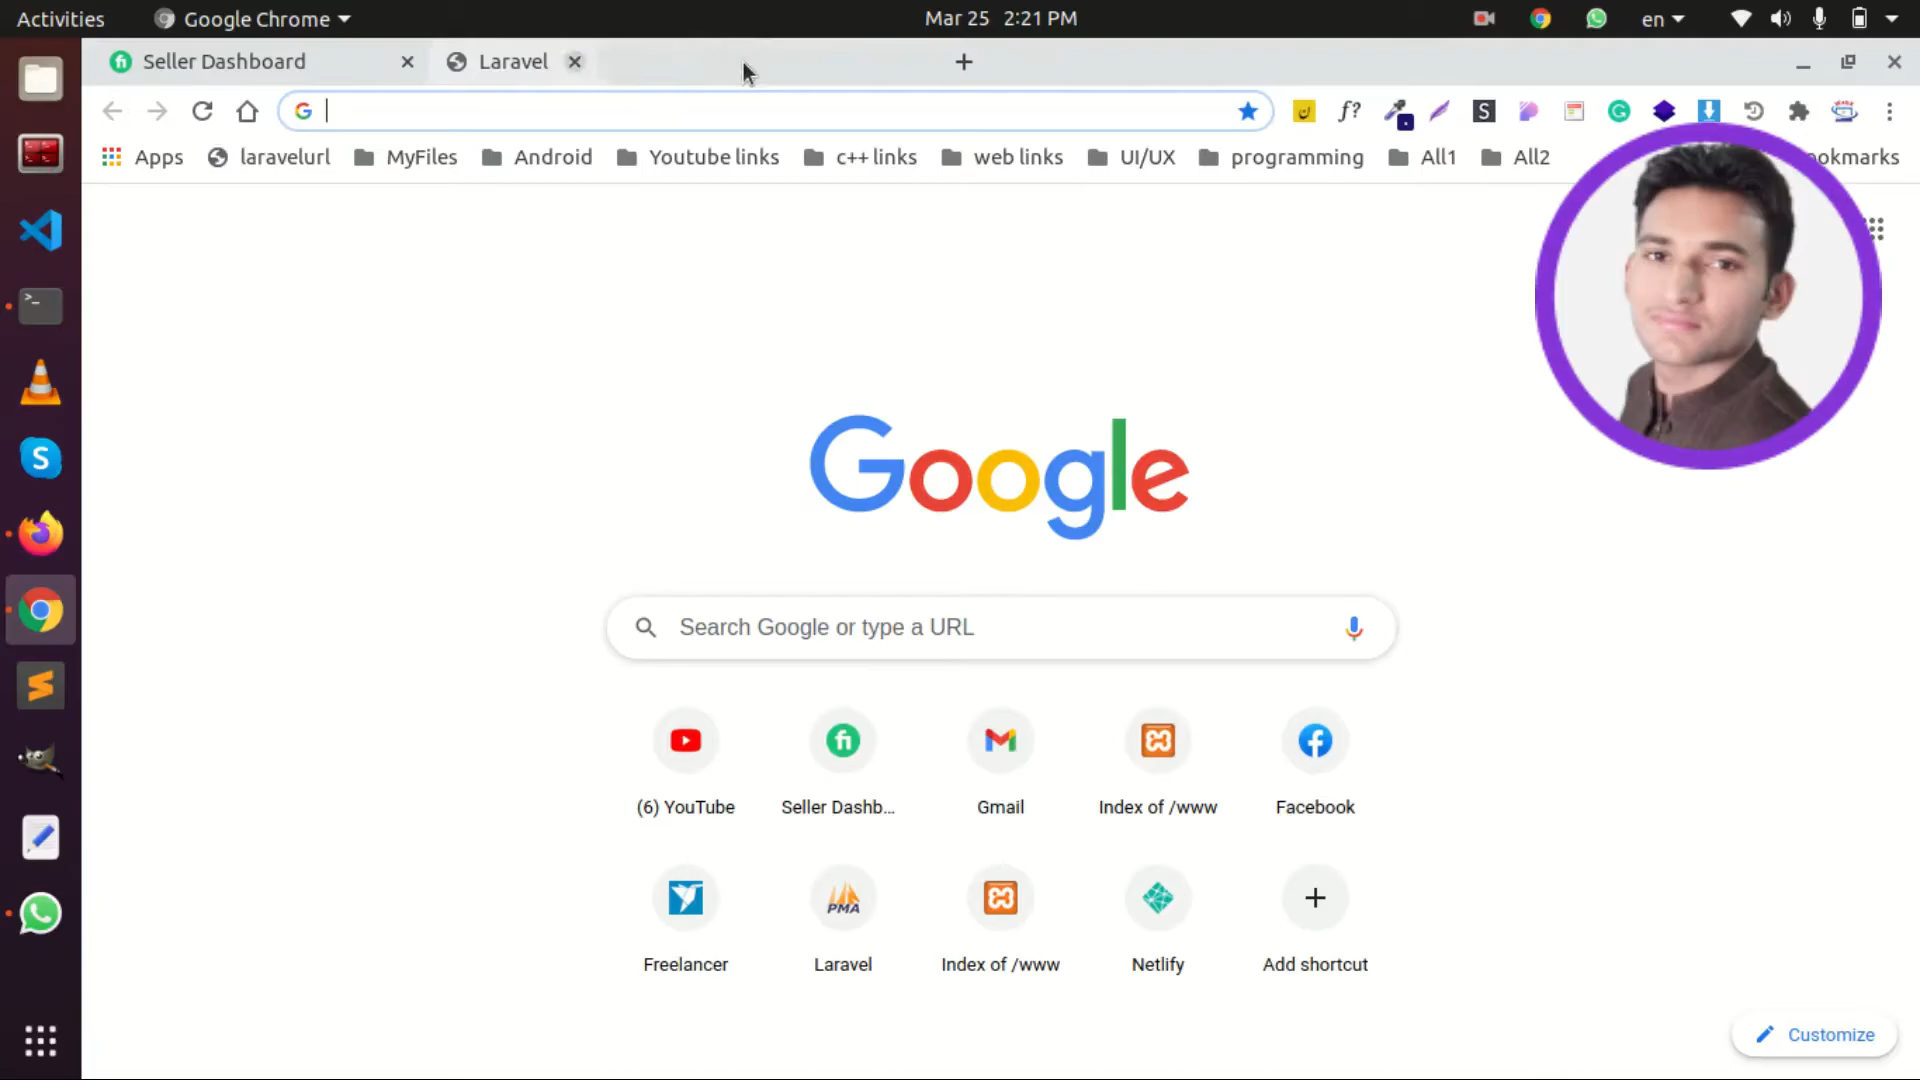 Activities
Google Chrome
Mar 25 2:21 PM
en
Seller Dashboard
Laravel
Apps
laravelurl
MyFiles
Android
Youtube links
c++ links
web links
UI/UX
programming
All1
All2
ookmarks
Google
Search Google or type a URL
(6) YouTube
Seller Dashb...
Gmail
Index of /www
Facebook
PMA
Freelancer
Laravel
Index of /www
Netlify
Add shortcut
Customize